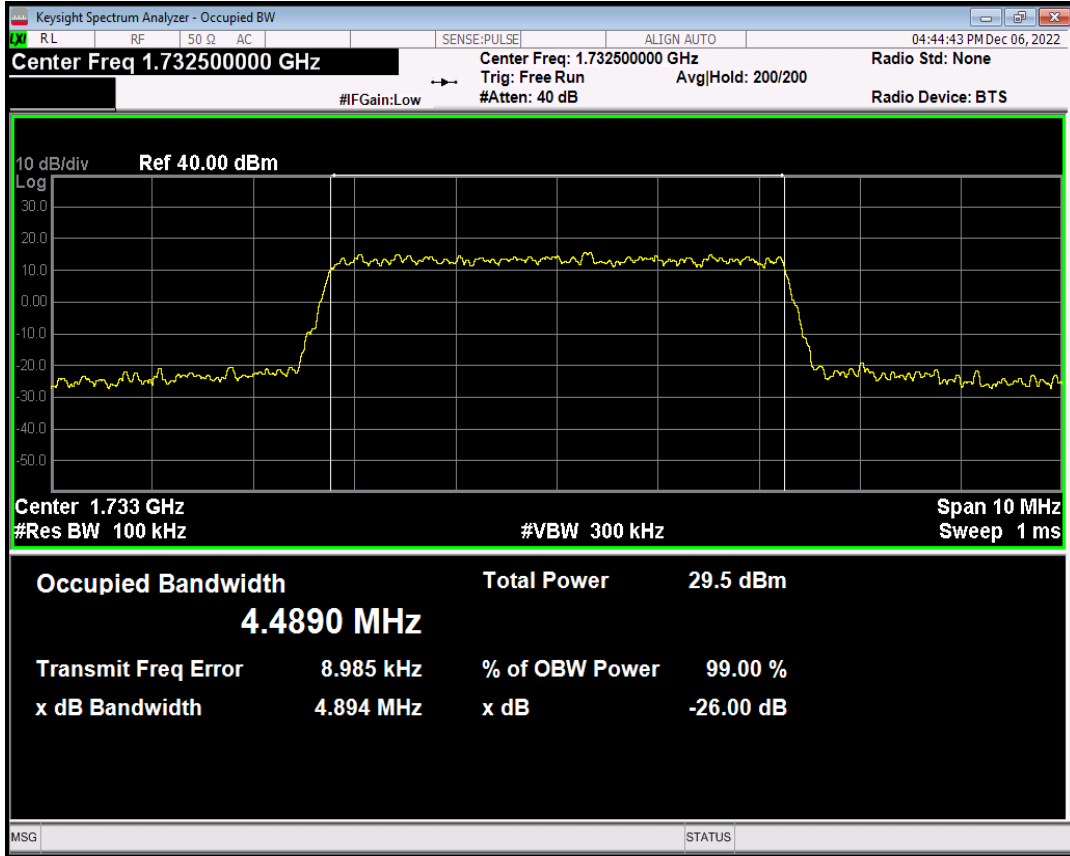 Keysight Spectrum Analyzer - Occupied BW
LXI RL RF 50 Ω AC SENSE:PULSE ALIGN AUTO 04:44:43 PM Dec 06, 2022
Center Freq 1.732500000 GHz
Center Freq: 1.732500000 GHz Radio Std: None
Trig: Free Run Avg|Hold: 200/200
#IFGain:Low #Atten: 40 dB Radio Device: BTS
10 dB/div Ref 40.00 dBm
Log
30.0
20.0
10.0
0.00
-10.0
-20.0
-30.0
-40.0
-50.0
Center 1.733 GHz Span 10 MHz
#Res BW 100 kHz #VBW 300 kHz Sweep 1 ms
Occupied Bandwidth Total Power 29.5 dBm
4.4890 MHz
Transmit Freq Error 8.985 kHz % of OBW Power 99.00 %
x dB Bandwidth 4.894 MHz x dB -26.00 dB
MSG STATUS